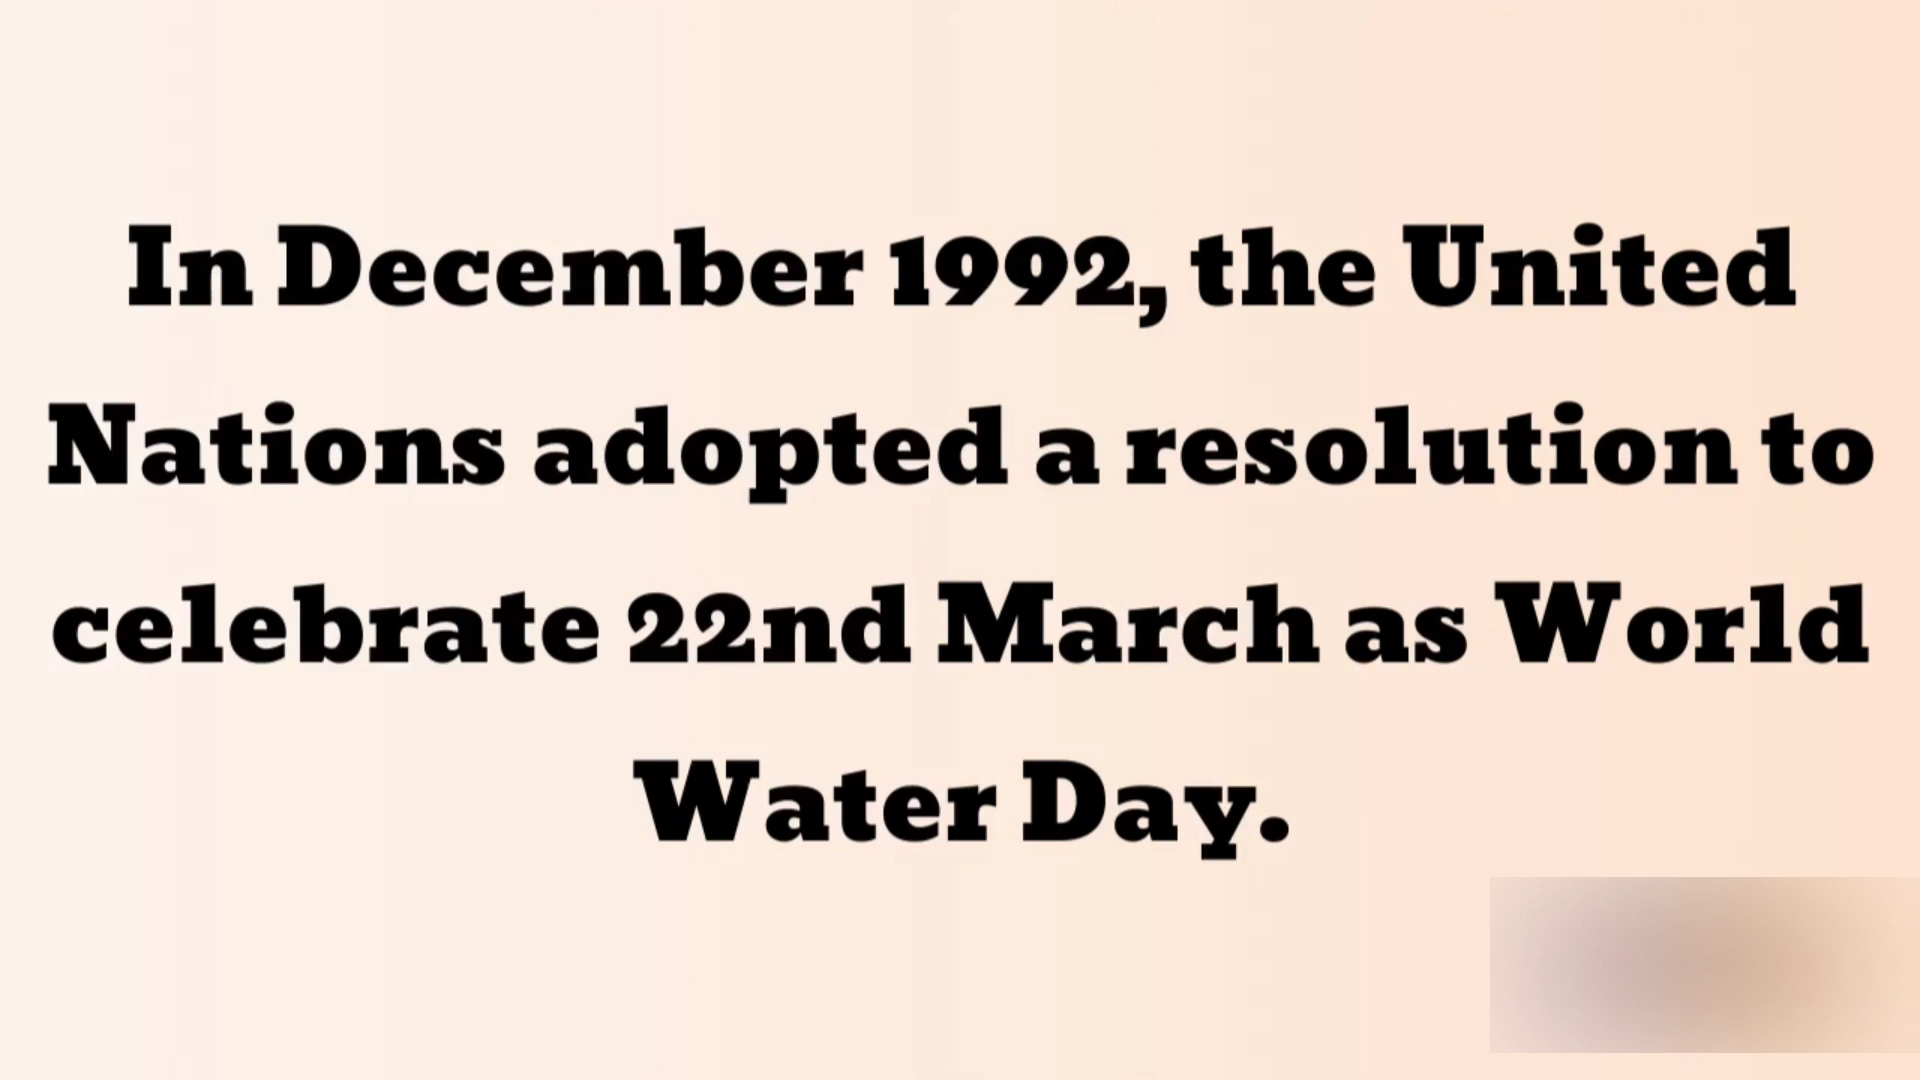 In December 1992, the United
Nations adopted a resolution to
celebrate 22nd March as World
Water Day.